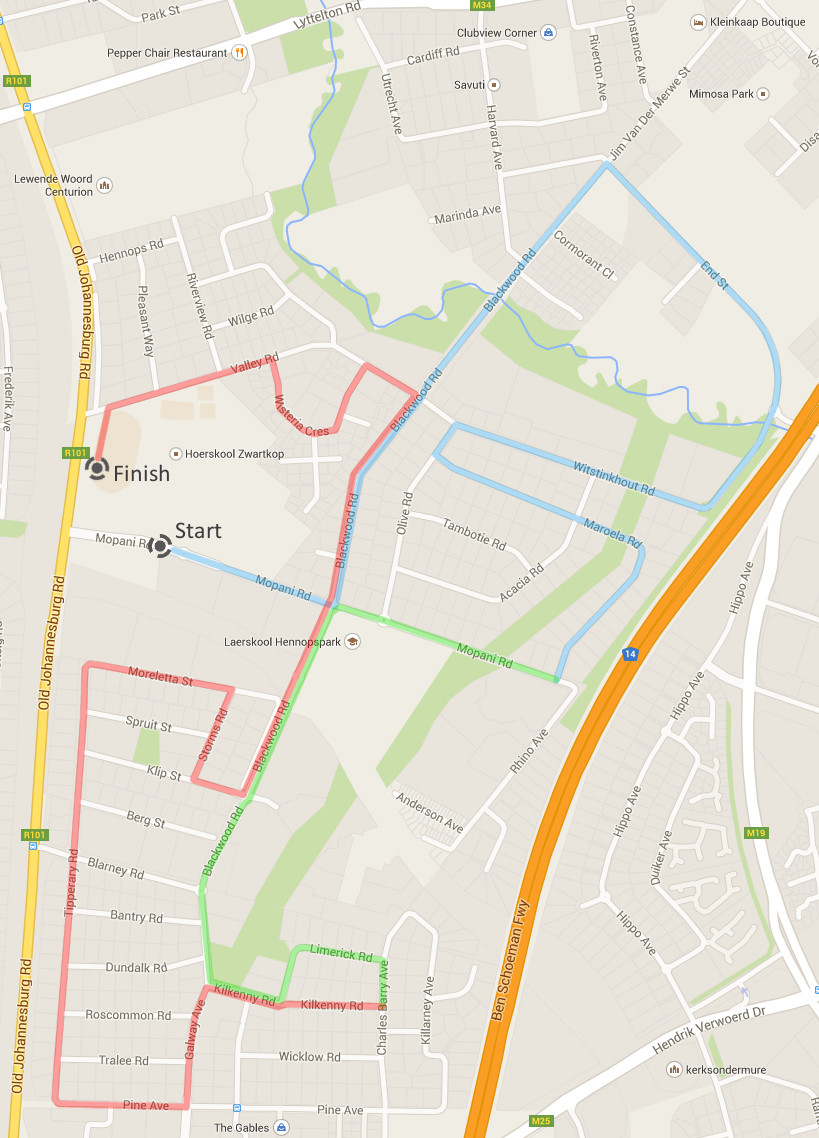 Park St
Lyttelton Rd
M34
Clubview Corner
Kleinkaap Boutique
Pepper Chair Restaurant
Cardiff Rd
Riverton Ave
Constance Ave
R101
Savuti
Utrecht Ave
Harvard Ave
Mimosa Park
Jim Van Der Merwe St
Lewende Woord
Centurion
Marinda Ave
Hennops Rd
Cormorant Cl
Old Johannesburg Rd
Pleasant Way
Riverview Rd
Blackwood Rd
End St
Wilge Rd
Valley Rd
Frederik Ave
Blackwood Rd
Wisteria Cres
R101
Hoerskool Zwartkop
Finish
Witstinkhout Rd
Olive Rd
Start
Blackwood Rd
Tambotie Rd
Maroela Rd
Mopani R
Mopani Rd
Acacia Rd
Hippo Ave
Old Johannesburg Rd
Laerskool Hennopspark
Mopani Rd
14
Moreletta St
Hippo Ave
Spruit St
Storms Rd
Blackwood Rd
Rhino Ave
Klip St
Anderson Ave
Hippo Ave
Berg St
R101
Blackwood Rd
M19
Duiker Ave
Blarney Rd
Tipperary Rd
Bantry Rd
Hippo Ave
Ben Schoeman Fwy
Limerick Rd
Dundalk Rd
Old Johannesburg Rd
Kilkenny Rd
Kilkenny Rd
Charles Barry Ave
Killarney Ave
Roscommon Rd
Galway Ave
Hendrik Verwoerd Dr
Tralee Rd
Wicklow Rd
kerksondermure
Pine Ave
Pine Ave
The Gables
M25